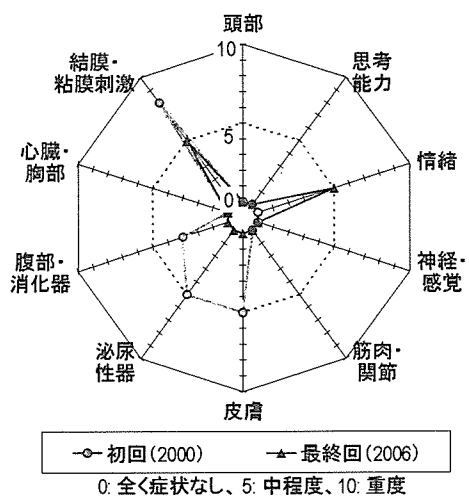 頭部
思考
能力
情緒
神経・
感覚
筋肉・
関節
皮膚
泌尿
性器
腹部・
消化器
心臓・
胸部
結膜・
粘膜刺激
10
5
0
初回(2000)
最終回(2006)
0: 全く症状なし、5: 中程度、10: 重度